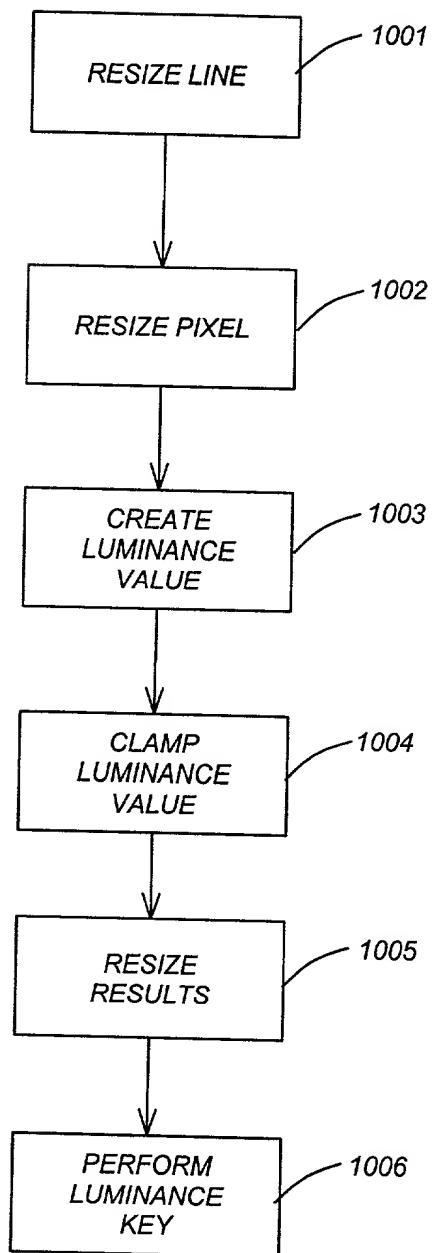 1001
RESIZE LINE
1002
RESIZE PIXEL
1003
CREATE
LUMINANCE
VALUE
1004
CLAMP
LUMINANCE
VALUE
1005
RESIZE
RESULTS
1006
PERFORM
LUMINANCE
KEY